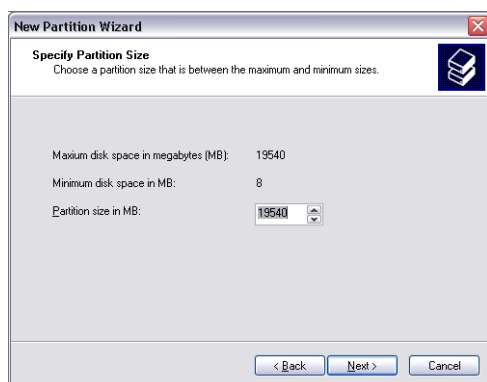 New Partition Wizard
Specify Partition Size
Choose a partition size that is between the maximum and minimum sizes.
Maxium disk space in megabytes (MB): 19540
Minimum disk space in MB: 8
Partition size in MB: 19540
< Back Next > Cancel